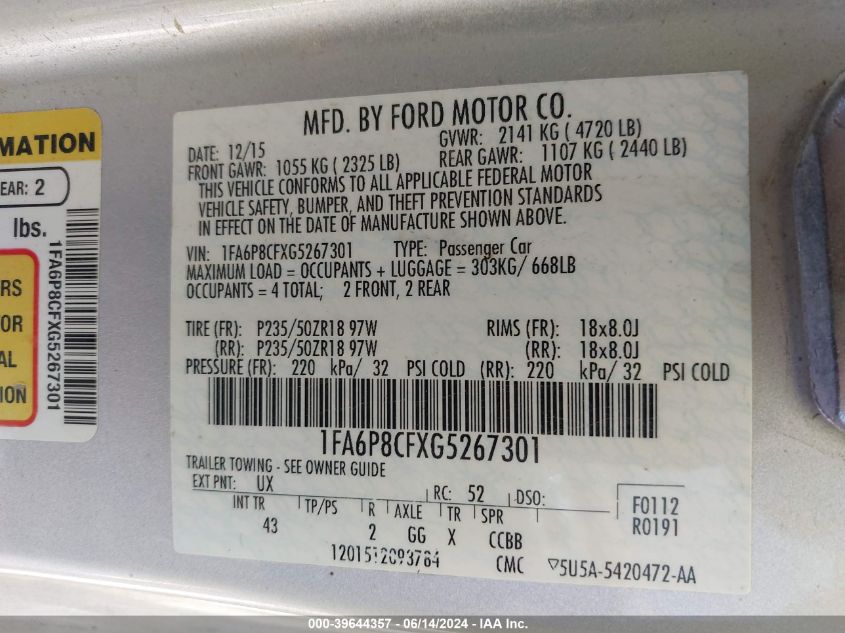 MATION
EAR: 2
lbs.
RS
TOR
AL
ION
1FA6P8CFXG5267301
MFD. BY FORD MOTOR CO.
DATE: 12/15 GVWR: 2141 KG ( 4720 LB)
FRONT GAWR: 1055 KG ( 2325 LB) REAR GAWR: 1107 KG ( 2440 LB)
THIS VEHICLE CONFORMS TO ALL APPLICABLE FEDERAL MOTOR
VEHICLE SAFETY, BUMPER, AND THEFT PREVENTION STANDARDS
IN EFFECT ON THE DATE OF MANUFACTURE SHOWN ABOVE.
VIN: 1FA6P8CFXG5267301 TYPE: Passenger Car
MAXIMUM LOAD = OCCUPANTS + LUGGAGE = 303KG/ 668LB
OCCUPANTS = 4 TOTAL; 2 FRONT, 2 REAR
TIRE (FR): P235/50ZR18 97W RIMS (FR): 18x8.0J
(RR): P235/50ZR18 97W (RR): 18x8.0J
PRESSURE (FR): 220 kPa/ 32 PSI COLD (RR): 220 kPa/ 32 PSI COLD
1FA6P8CFXG5267301
TRAILER TOWING - SEE OWNER GUIDE
EXT PNT: UX RC: 52 DSO:
INT TR TP/PS R AXLE TR SPR F0112
43 2 GG X CCBB R0191
1201512093784 CMC ▽5U5A-5420472-AA
000-39644357 - 06/14/2024 - IAA Inc.